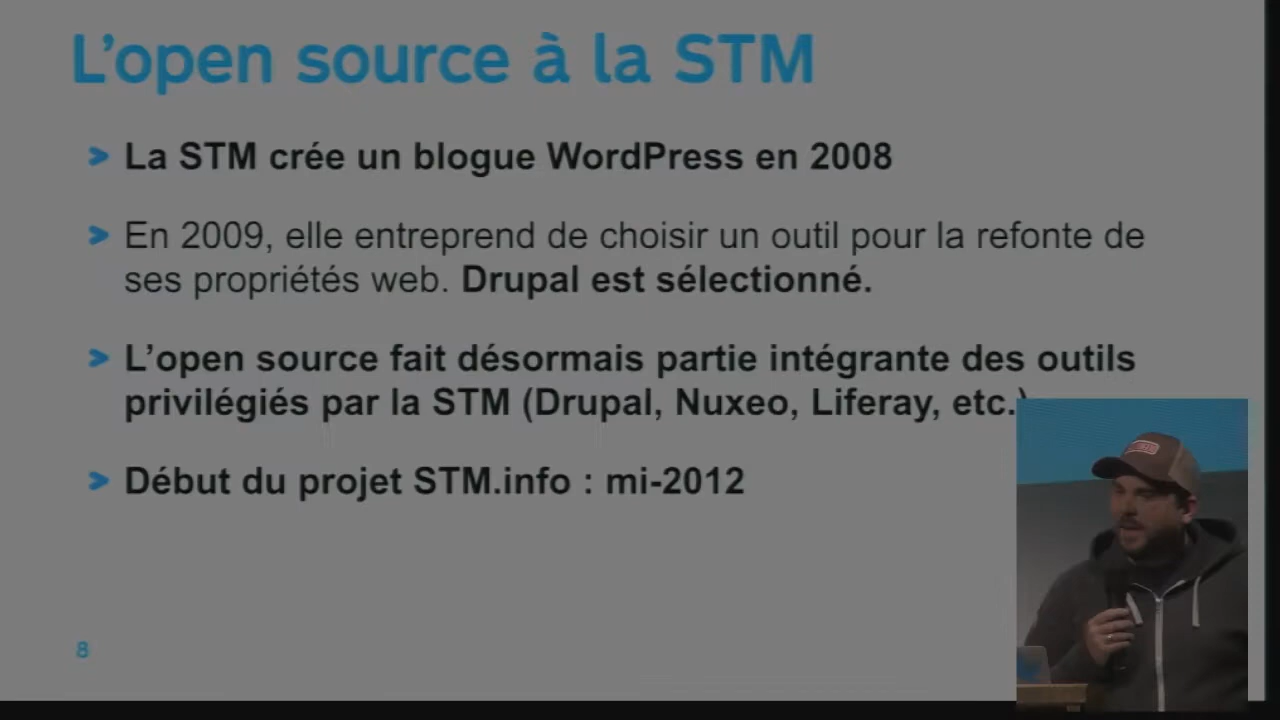 L’open source à la STM
> La STM crée un blogue WordPress en 2008
> En 2009, elle entreprend de choisir un outil pour la refonte de
ses propriétés web. Drupal est sélectionné.
> L’open source fait désormais partie intégrante des outils
privilégiés par la STM (Drupal, Nuxeo, Liferay, etc.)
> Début du projet STM.info : mi-2012
8